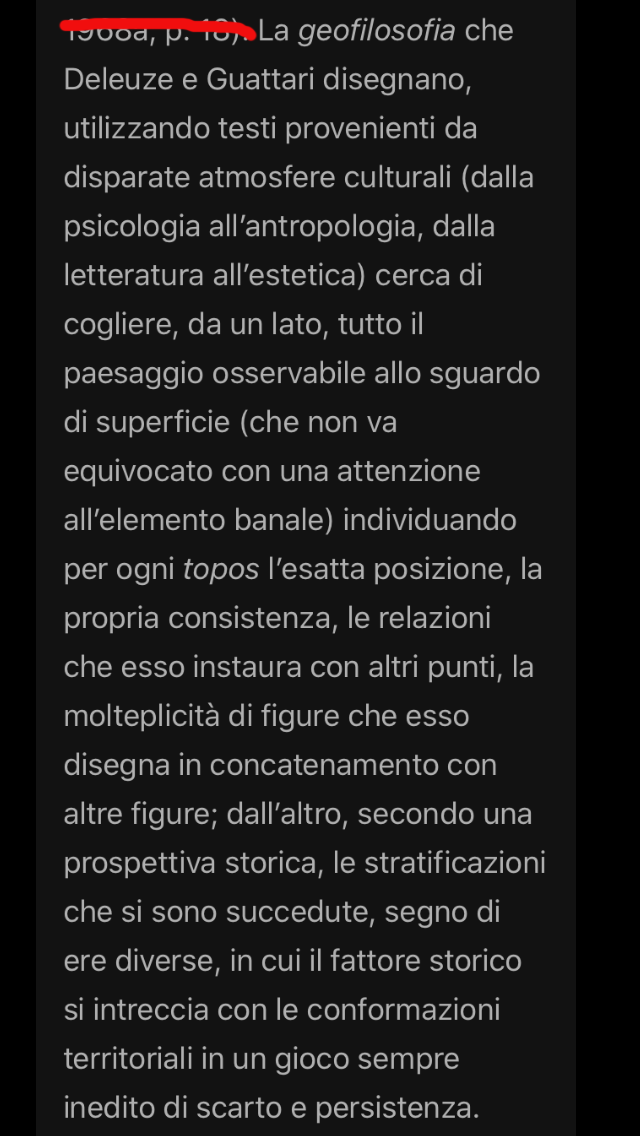 1968a, p. 18). La geofilosofia che
Deleuze e Guattari disegnano,
utilizzando testi provenienti da
disparate atmosfere culturali (dalla
psicologia all’antropologia, dalla
letteratura all’estetica) cerca di
cogliere, da un lato, tutto il
paesaggio osservabile allo sguardo
di superficie (che non va
equivocato con una attenzione
all’elemento banale) individuando
per ogni topos l’esatta posizione, la
propria consistenza, le relazioni
che esso instaura con altri punti, la
molteplicità di figure che esso
disegna in concatenamento con
altre figure; dall’altro, secondo una
prospettiva storica, le stratificazioni
che si sono succedute, segno di
ere diverse, in cui il fattore storico
si intreccia con le conformazioni
territoriali in un gioco sempre
inedito di scarto e persistenza.